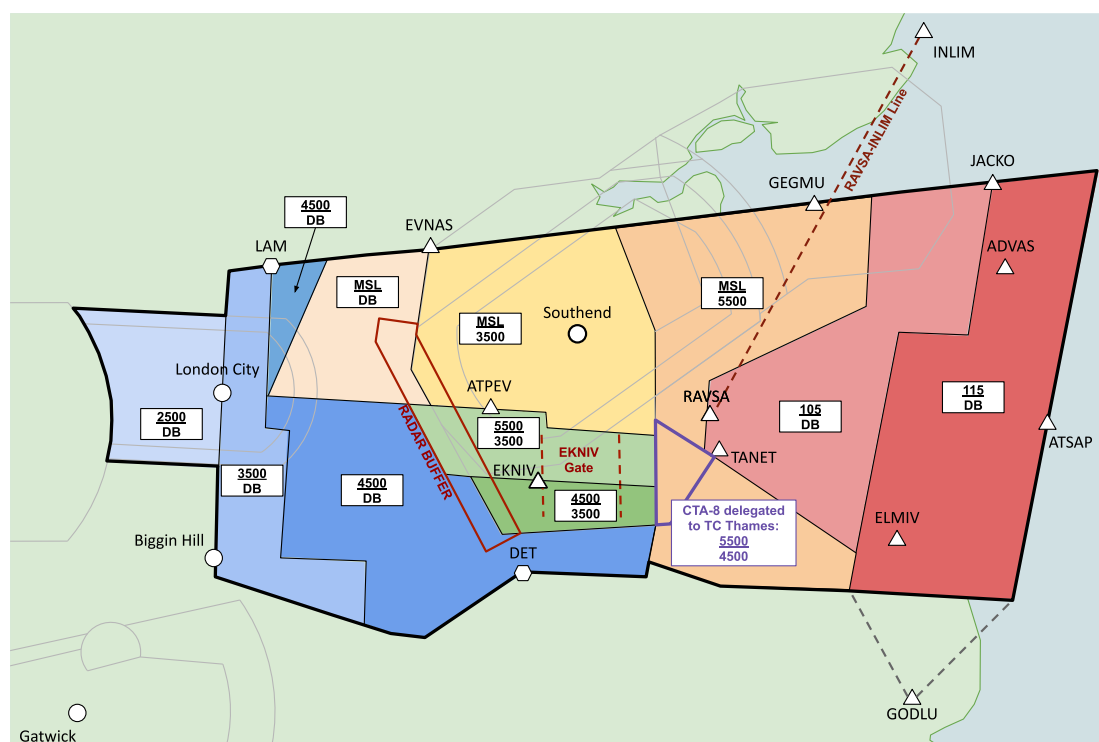 INLIM
RAVSA-INLIM Line
JACKO
GEGMU
4500
DB
EVNAS
LAM
ADVAS
MSL
DB
MSL
5500
MSL
3500
Southend
London City
ATPEV
RAVSA
115
DB
2500
DB
105
DB
RADAR BUFFER
5500
3500
ATSAP
EKNIV
Gate
TANET
EKNIV
3500
DB
4500
DB
4500
3500
CTA-8 delegated
to TC Thames:
5500
4500
ELMIV
Biggin Hill
DET
GODLU
Gatwick